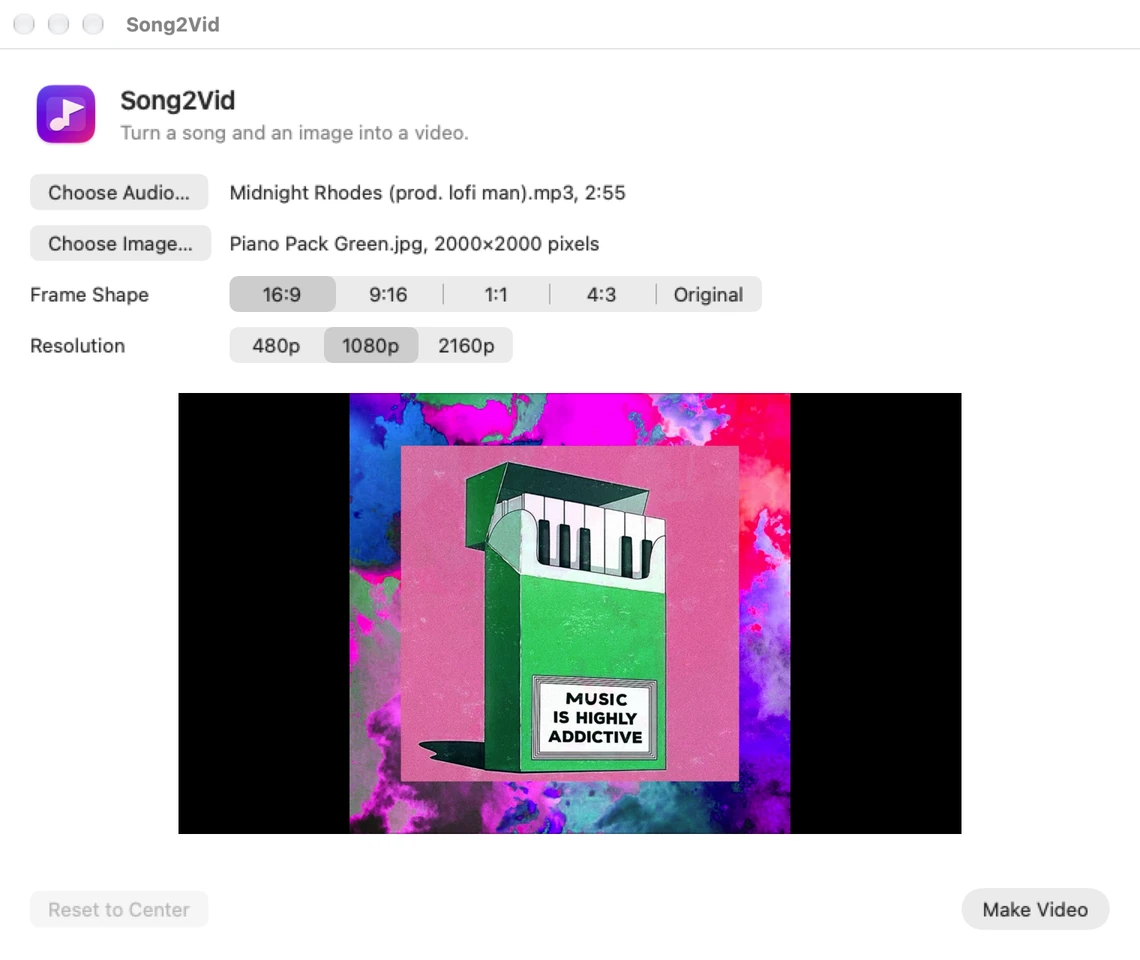 Song2Vid
Song2Vid
Turn a song and an image into a video.
Choose Audio... Midnight Rhodes (prod. lofi man).mp3, 2:55
Choose Image... Piano Pack Green.jpg, 2000×2000 pixels
Frame Shape 16:9 9:16 1:1 4:3 Original
Resolution 480p 1080p 2160p
MUSIC
IS HIGHLY
ADDICTIVE
Reset to Center Make Video